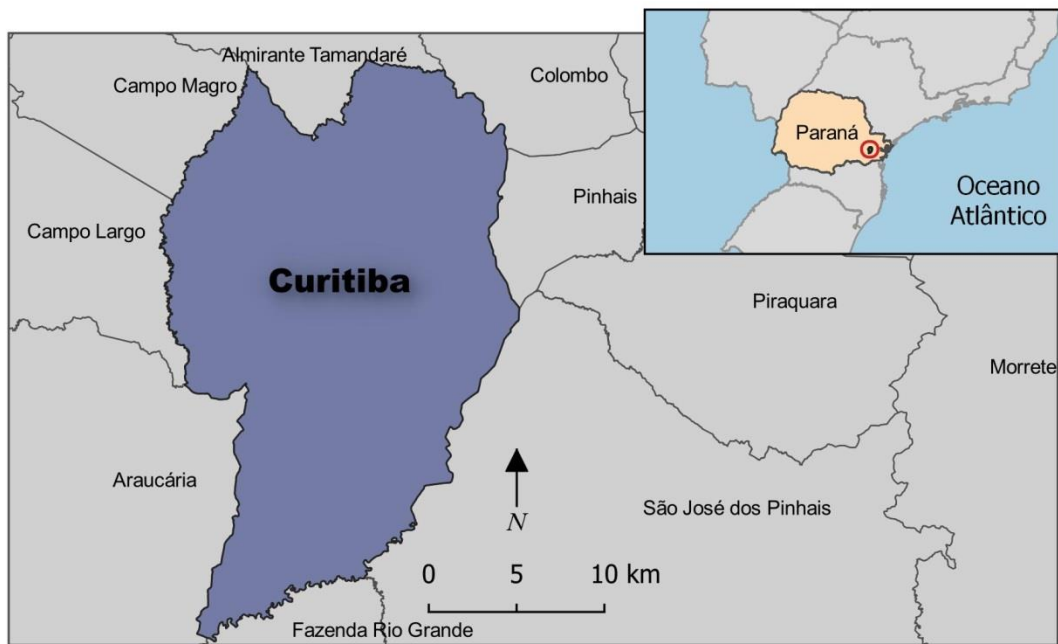 Almirante Tamandaré
Campo Magro
Colombo
Paraná
Oceano
Atlântico
Pinhais
Campo Largo
Curitiba
Piraquara
Morrete
Araucária
São José dos Pinhais
N
0 5 10 km
Fazenda Rio Grande